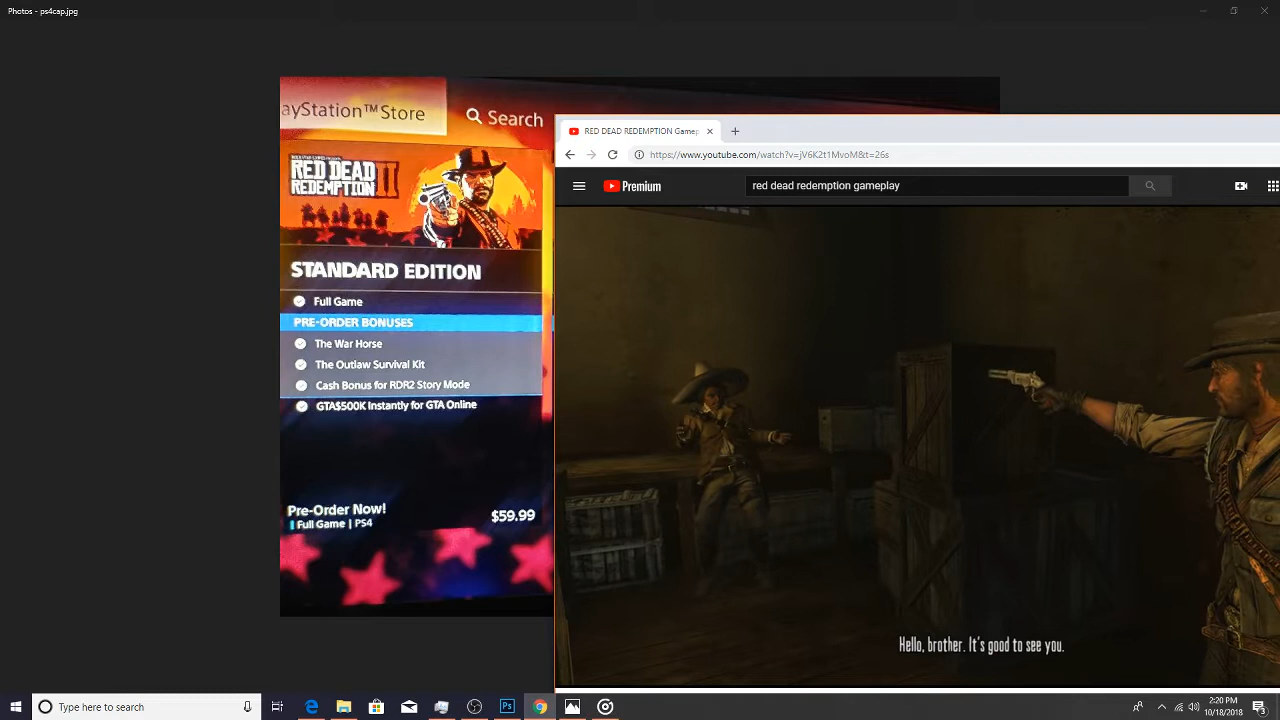 Photos - ps4cap.jpg
ayStation™Store
Search
RED DEAD
REDEMPTION II
STANDARD EDITION
Full Game
PRE-ORDER BONUSES
The War Horse
The Outlaw Survival Kit
Cash Bonus for RDR2 Story Mode
GTA$500K Instantly for GTA Online
Pre-Order Now!
Full Game | PS4
$59.99
RED DEAD REDEMPTION Gamep
https://www.youtube.com/watch?v=jV6K2t1MvoM&t=26s
Premium
red dead redemption gameplay
Hello, brother. It's good to see you.
Type here to search
Ps
2:20 PM
10/18/2018